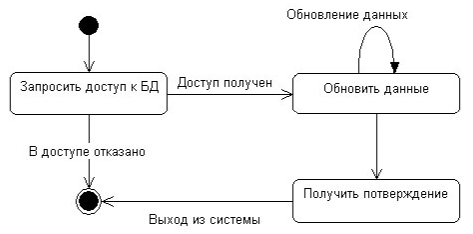 Обновление данных
Запросить доступ к БД
Доступ получен
Обновить данные
В доступе отказано
Получить потверждение
Выход из системы